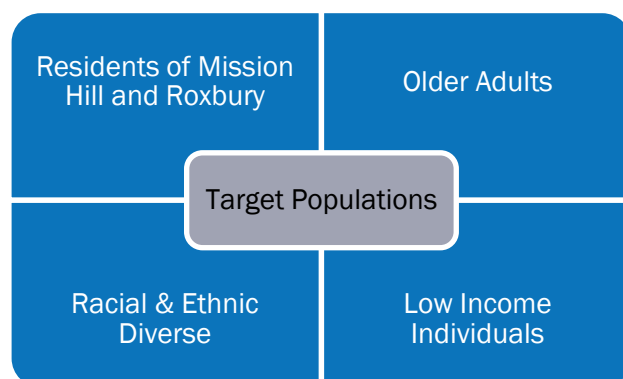 Residents of Mission
Hill and Roxbury
Older Adults
Target Populations
Racial & Ethnic
Diverse
Low Income
Individuals